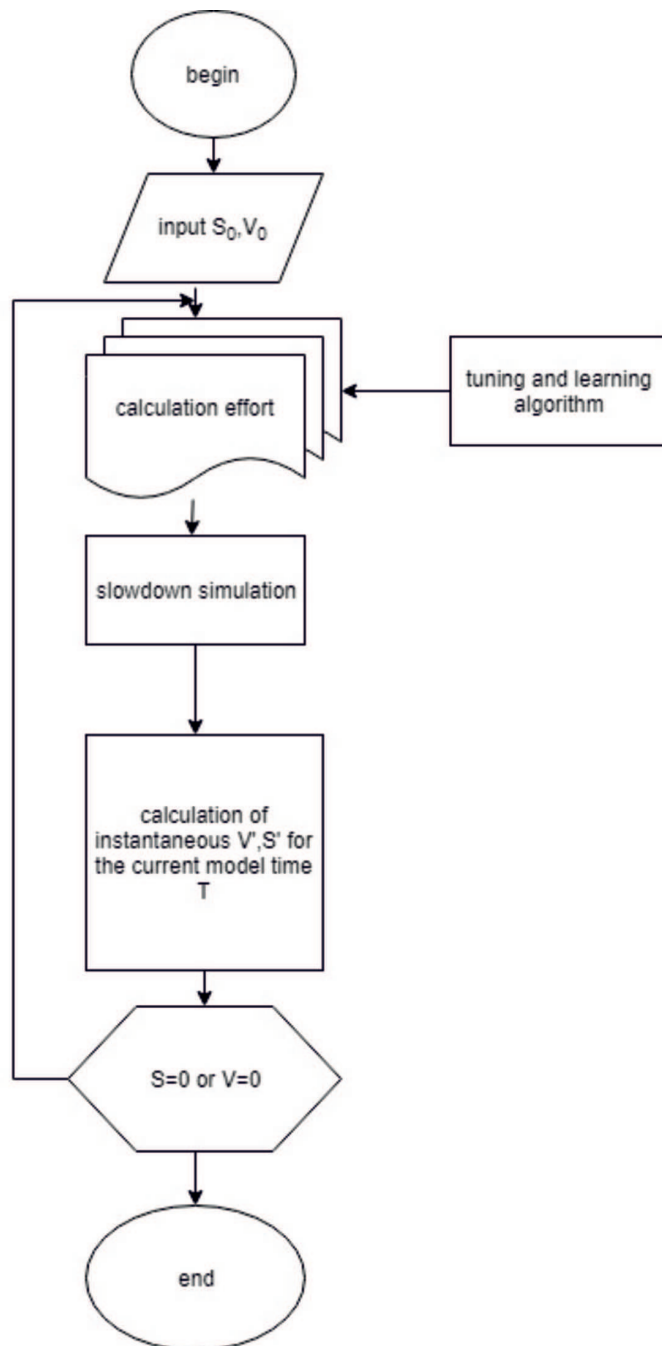 begin
input S₀,V₀
calculation effort
tuning and learning
algorithm
slowdown simulation
calculation of
instantaneous V',S' for
the current model time
T
S=0 or V=0
end